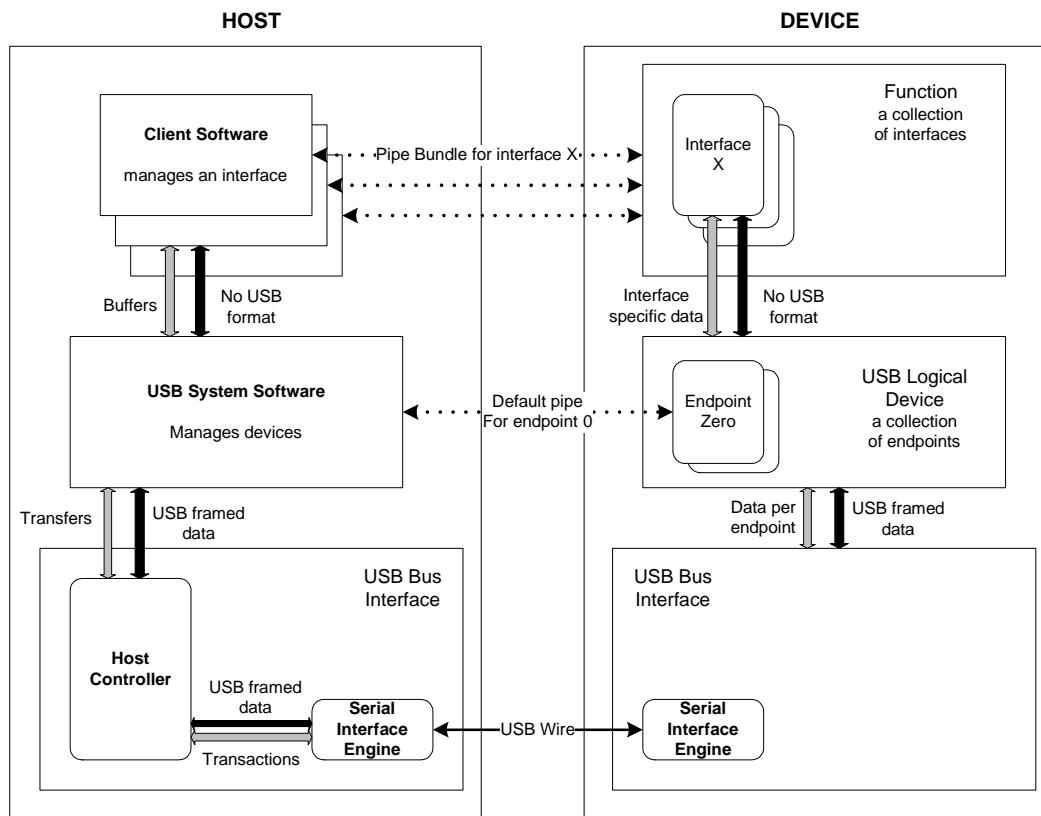 HOST
DEVICE
Client Software
manages an interface
Pipe Bundle for interface X
Interface
X
Function
a collection
of interfaces
Buffers
No USB
format
Interface
specific data
No USB
format
USB System Software
Manages devices
Default pipe
For endpoint 0
Endpoint
Zero
USB Logical
Device
a collection
of endpoints
Transfers
USB framed
data
Data per
endpoint
USB framed
data
USB Bus
Interface
USB Bus
Interface
Host
Controller
USB framed
data
Transactions
Serial
Interface
Engine
USB Wire
Serial
Interface
Engine